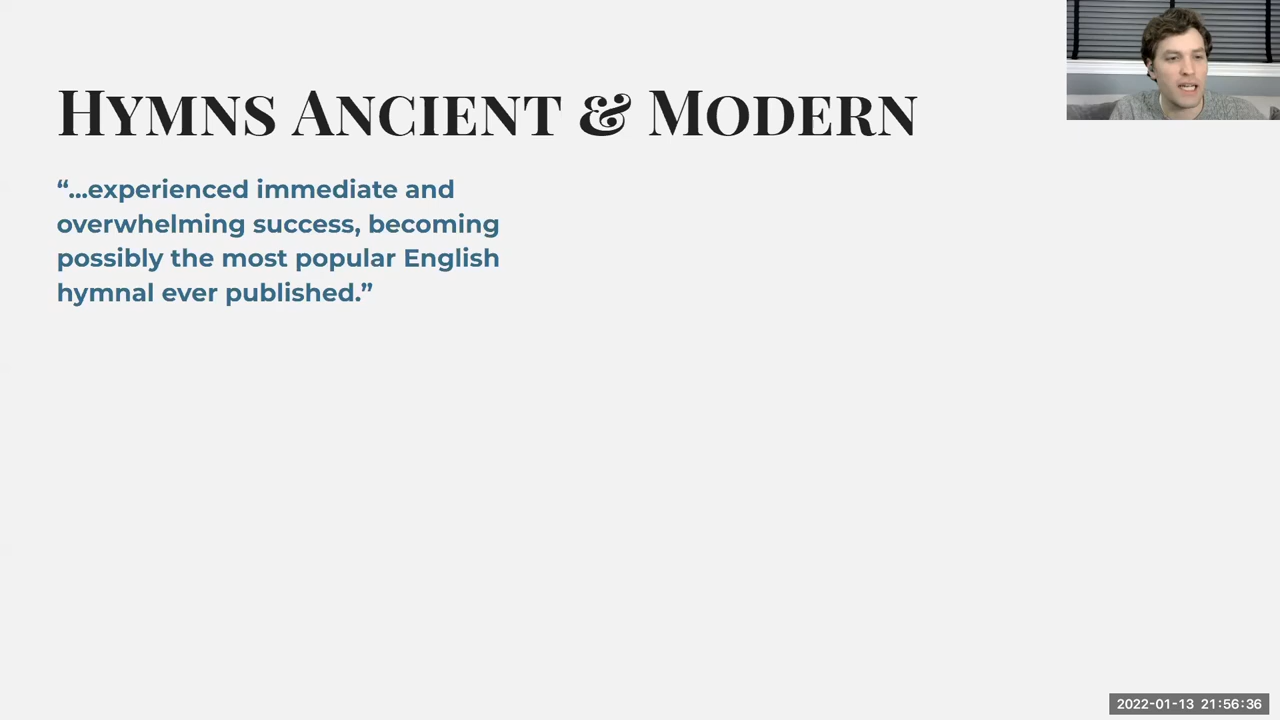 Hymns Ancient & Modern
“...experienced immediate and
overwhelming success, becoming
possibly the most popular English
hymnal ever published.”
2022-01-13 21:56:36